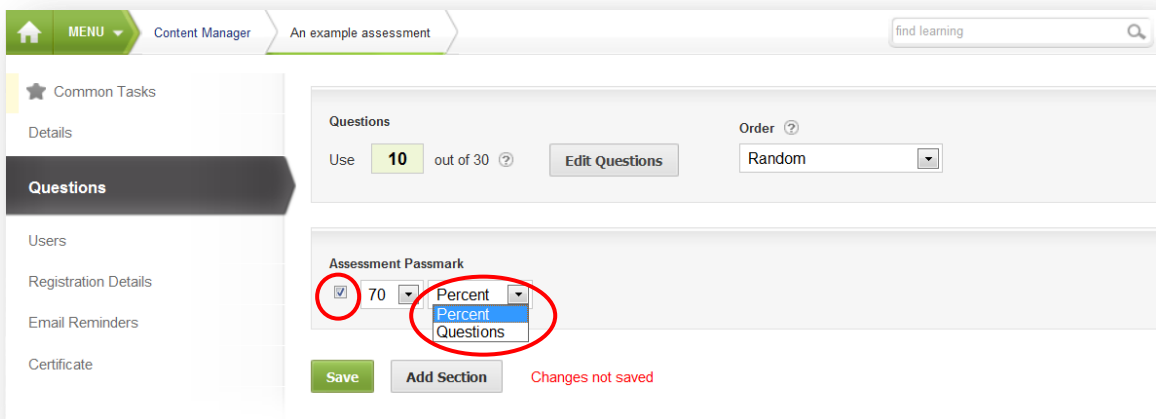 MENU Content Manager An example assessment find learning
Common Tasks
Details
Questions
Users
Registration Details
Email Reminders
Certificate
Questions
Use 10 out of 30 ? Edit Questions
Order ?
Random
Assessment Passmark
70 Percent
Percent
Questions
Save Add Section Changes not saved